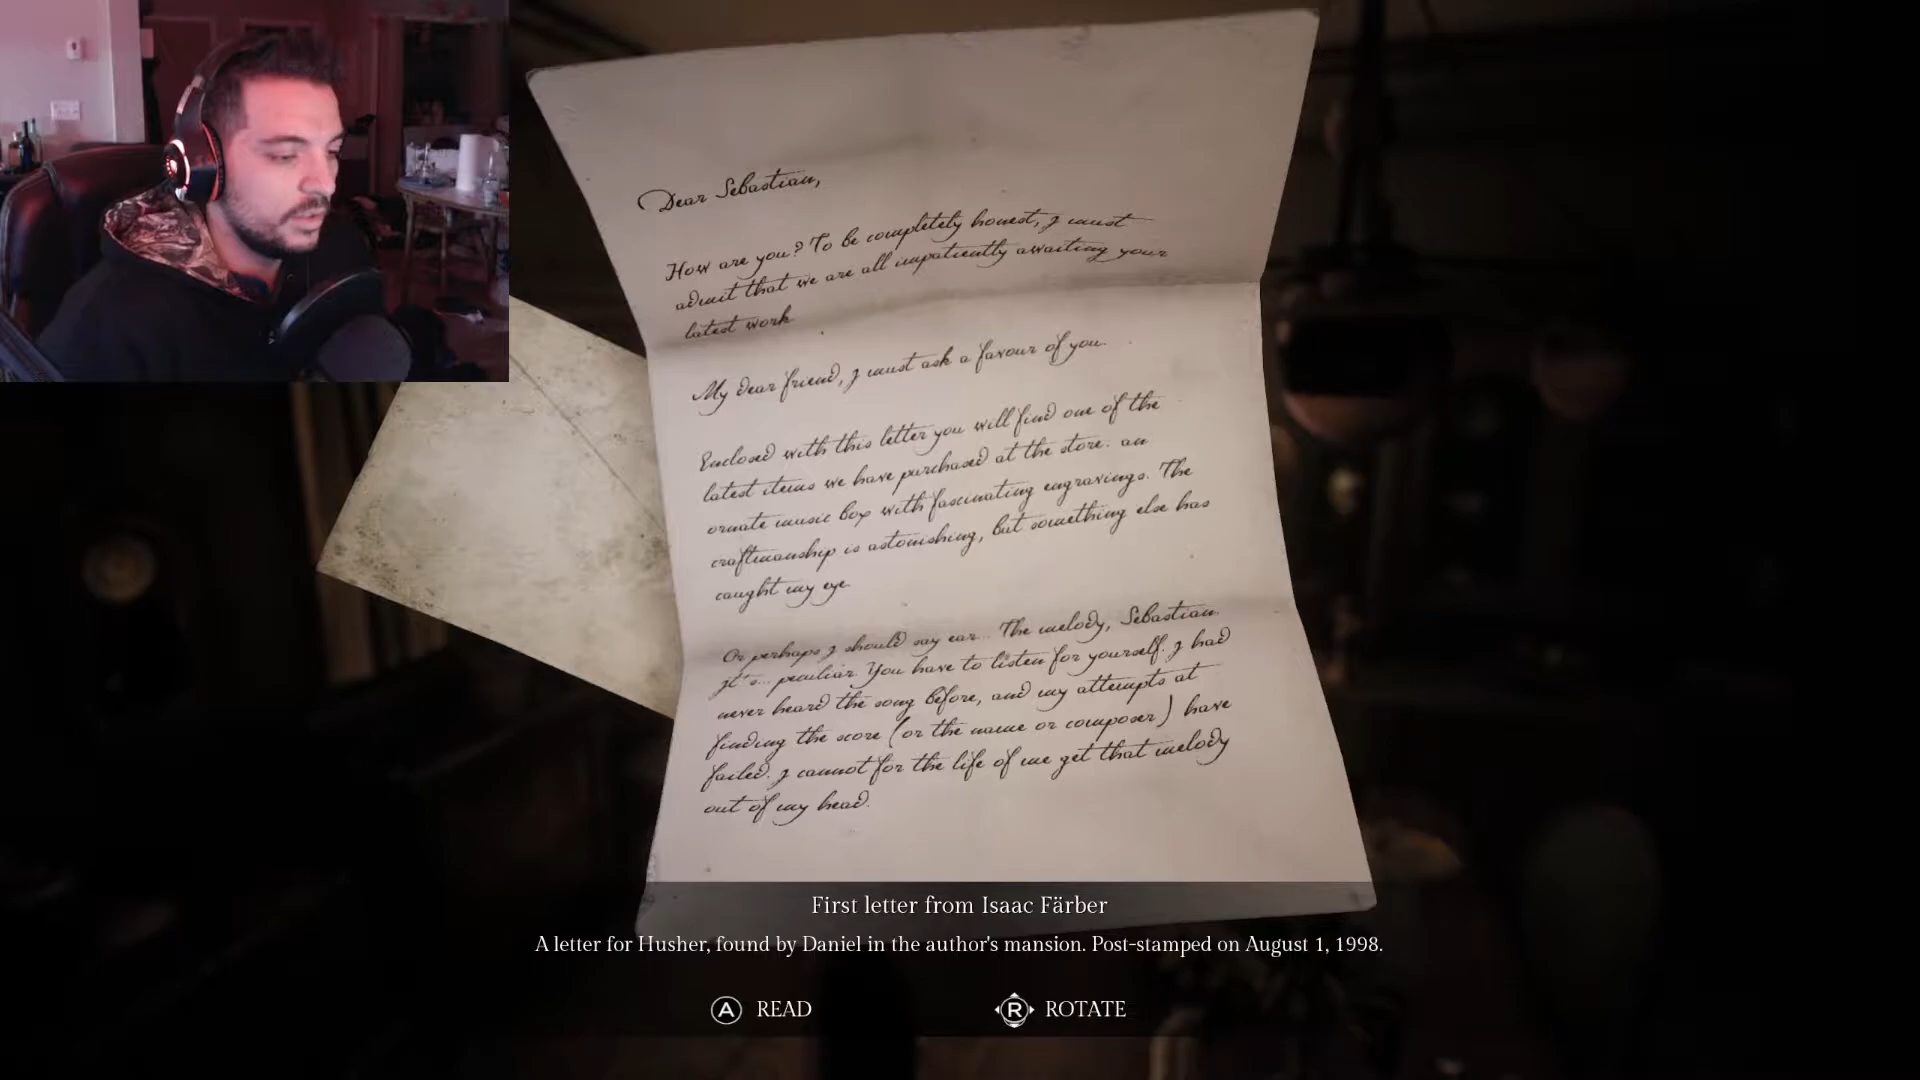 Dear Sebastian,
How are you? To be completely honest, I must
admit that we are all impatiently awaiting your
latest work
My dear friend, I must ask a favour of you.
Enclosed with this letter you will find one of the
latest items we have purchased at the store: an
ornate music box with fascinating engravings. The
craftmanship is astonishing, but something else has
caught my eye.
Or perhaps I should say ear... The melody, Sebastian.
It's... peculiar. You have to listen for yourself. I had
never heard the song before, and my attempts at
finding the score (or the name or composer) have
failed. I cannot for the life of me get that melody
out of my head.
First letter from Isaac Färber
A letter for Husher, found by Daniel in the author's mansion. Post-stamped on August 1, 1998.
A READ
R ROTATE